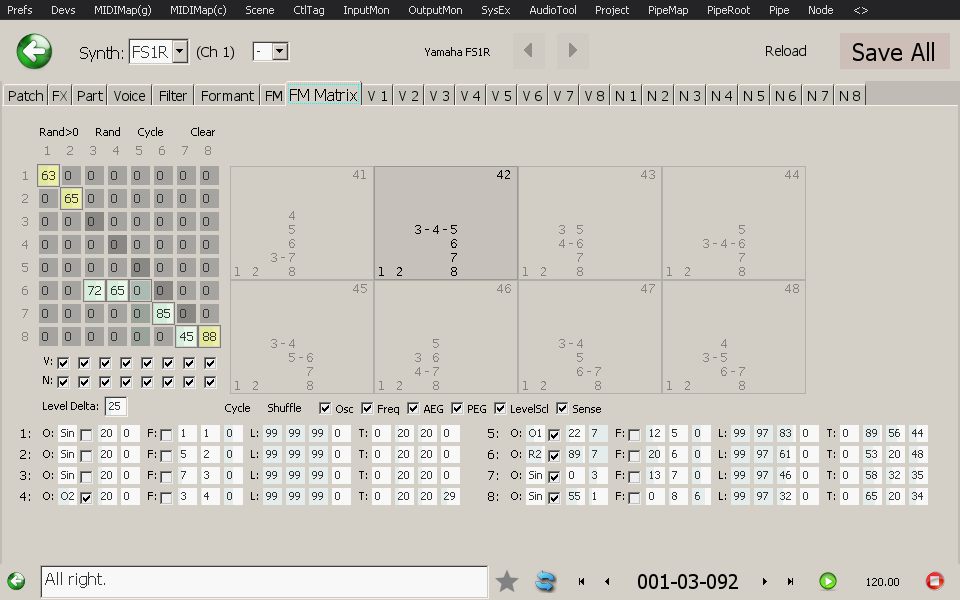 Prefs Devs MIDIMap(g) MIDIMap(c) Scene CtlTag InputMon OutputMon SysEx AudioTool Project PipeMap PipeRoot Pipe Node <>
Synth: FS1R (Ch 1) - Yamaha FS1R Reload Save All
Patch FX Part Voice Filter Formant FM FM Matrix V 1 V 2 V 3 V 4 V 5 V 6 V 7 V 8 N 1 N 2 N 3 N 4 N 5 N 6 N 7 N 8
Rand>0 Rand Cycle Clear
1 2 3 4 5 6 7 8
1 63 0 0 0 0 0 0 0
2 0 65 0 0 0 0 0 0
3 0 0 0 0 0 0 0 0
4 0 0 0 0 0 0 0 0
5 0 0 0 0 0 0 0 0
6 0 0 72 65 0 0 0 0
7 0 0 0 0 0 85 0 0
8 0 0 0 0 0 0 45 88
V:
N:
41 42 43 44
4
5 3-4-5 3 5 5
6 6 4-6 3-4-6
3-7 7 7 7
1 2 8 1 2 8 1 2 8 1 2 8
45 46 47 48
3-4 5 3-4 4
5-6 3 6 5 3-5
7 4-7 6-7 6-7
1 2 8 1 2 8 1 2 8 1 2 8
Level Delta: 25 Cycle Shuffle Osc Freq AEG PEG LevelScl Sense
1: O: Sin 20 0 F: 1 1 0 L: 99 99 99 0 T: 0 20 20 0 5: O: O1 22 7 F: 12 5 0 L: 99 97 83 0 T: 0 89 56 44
2: O: Sin 20 0 F: 5 2 0 L: 99 99 99 0 T: 0 20 20 0 6: O: R2 89 7 F: 20 6 0 L: 99 97 61 0 T: 0 53 20 48
3: O: Sin 20 0 F: 7 3 0 L: 99 99 99 0 T: 0 20 20 0 7: O: Sin 0 3 F: 13 7 0 L: 99 97 46 0 T: 0 58 32 35
4: O: O2 20 0 F: 3 4 0 L: 99 99 99 0 T: 0 20 20 29 8: O: Sin 55 1 F: 0 8 6 L: 99 97 32 0 T: 0 65 20 34
All right. 001-03-092 120.00